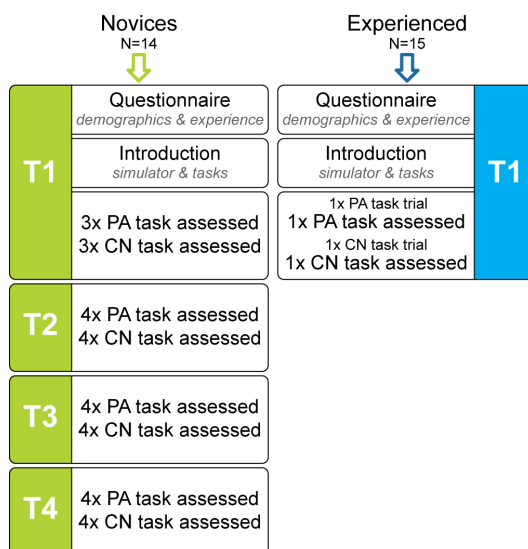 Novices
N=14
Experienced
N=15
T1
Questionnaire
demographics & experience
Introduction
simulator & tasks
3x PA task assessed
3x CN task assessed
Questionnaire
demographics & experience
Introduction
simulator & tasks
1x PA task trial
1x PA task assessed
1x CN task trial
1x CN task assessed
T1
T2
4x PA task assessed
4x CN task assessed
T3
4x PA task assessed
4x CN task assessed
T4
4x PA task assessed
4x CN task assessed